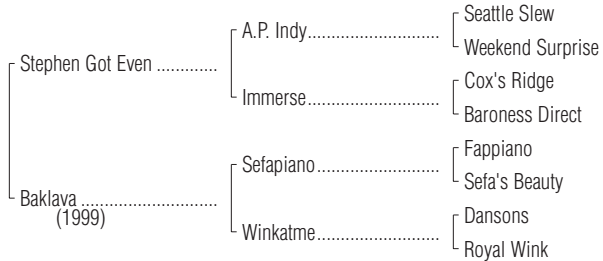 Seattle Slew
A.P. Indy
Weekend Surprise
Stephen Got Even
Cox's Ridge
Immerse
Baroness Direct
Fappiano
Sefapiano
Sefa's Beauty
Baklava
(1999)
Dansons
Winkatme
Royal Wink